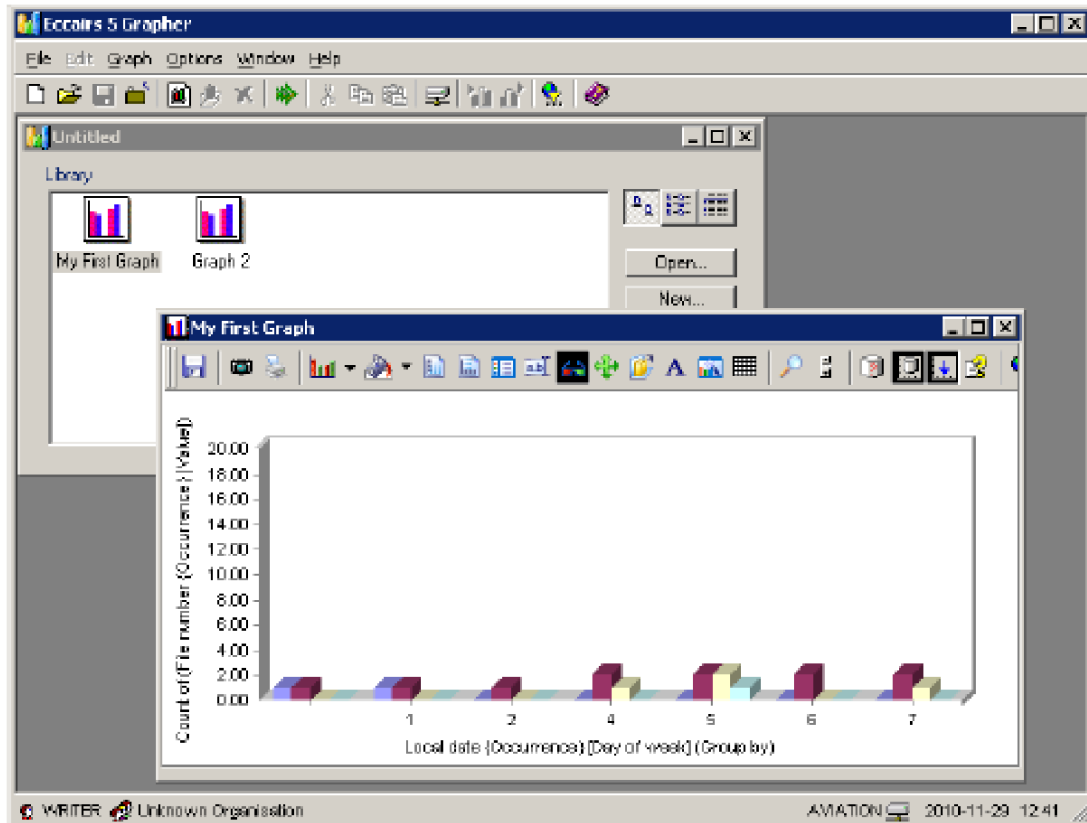 Eccairs 5 Grapher
File Edit Graph Options Window Help
Untitled
Library
My First Graph
Graph 2
Open...
New...
My First Graph
Count of (File number {Occurrence} [Value])
20.00
18.00
16.00
14.00
12.00
10.00
8.00
6.00
4.00
2.00
0.00
1 2 4 5 6 7
Local date {Occurrence} [Day of week] (Group by)
WRITER Unknown Organisation AVIATION 2010-11-29 12:41